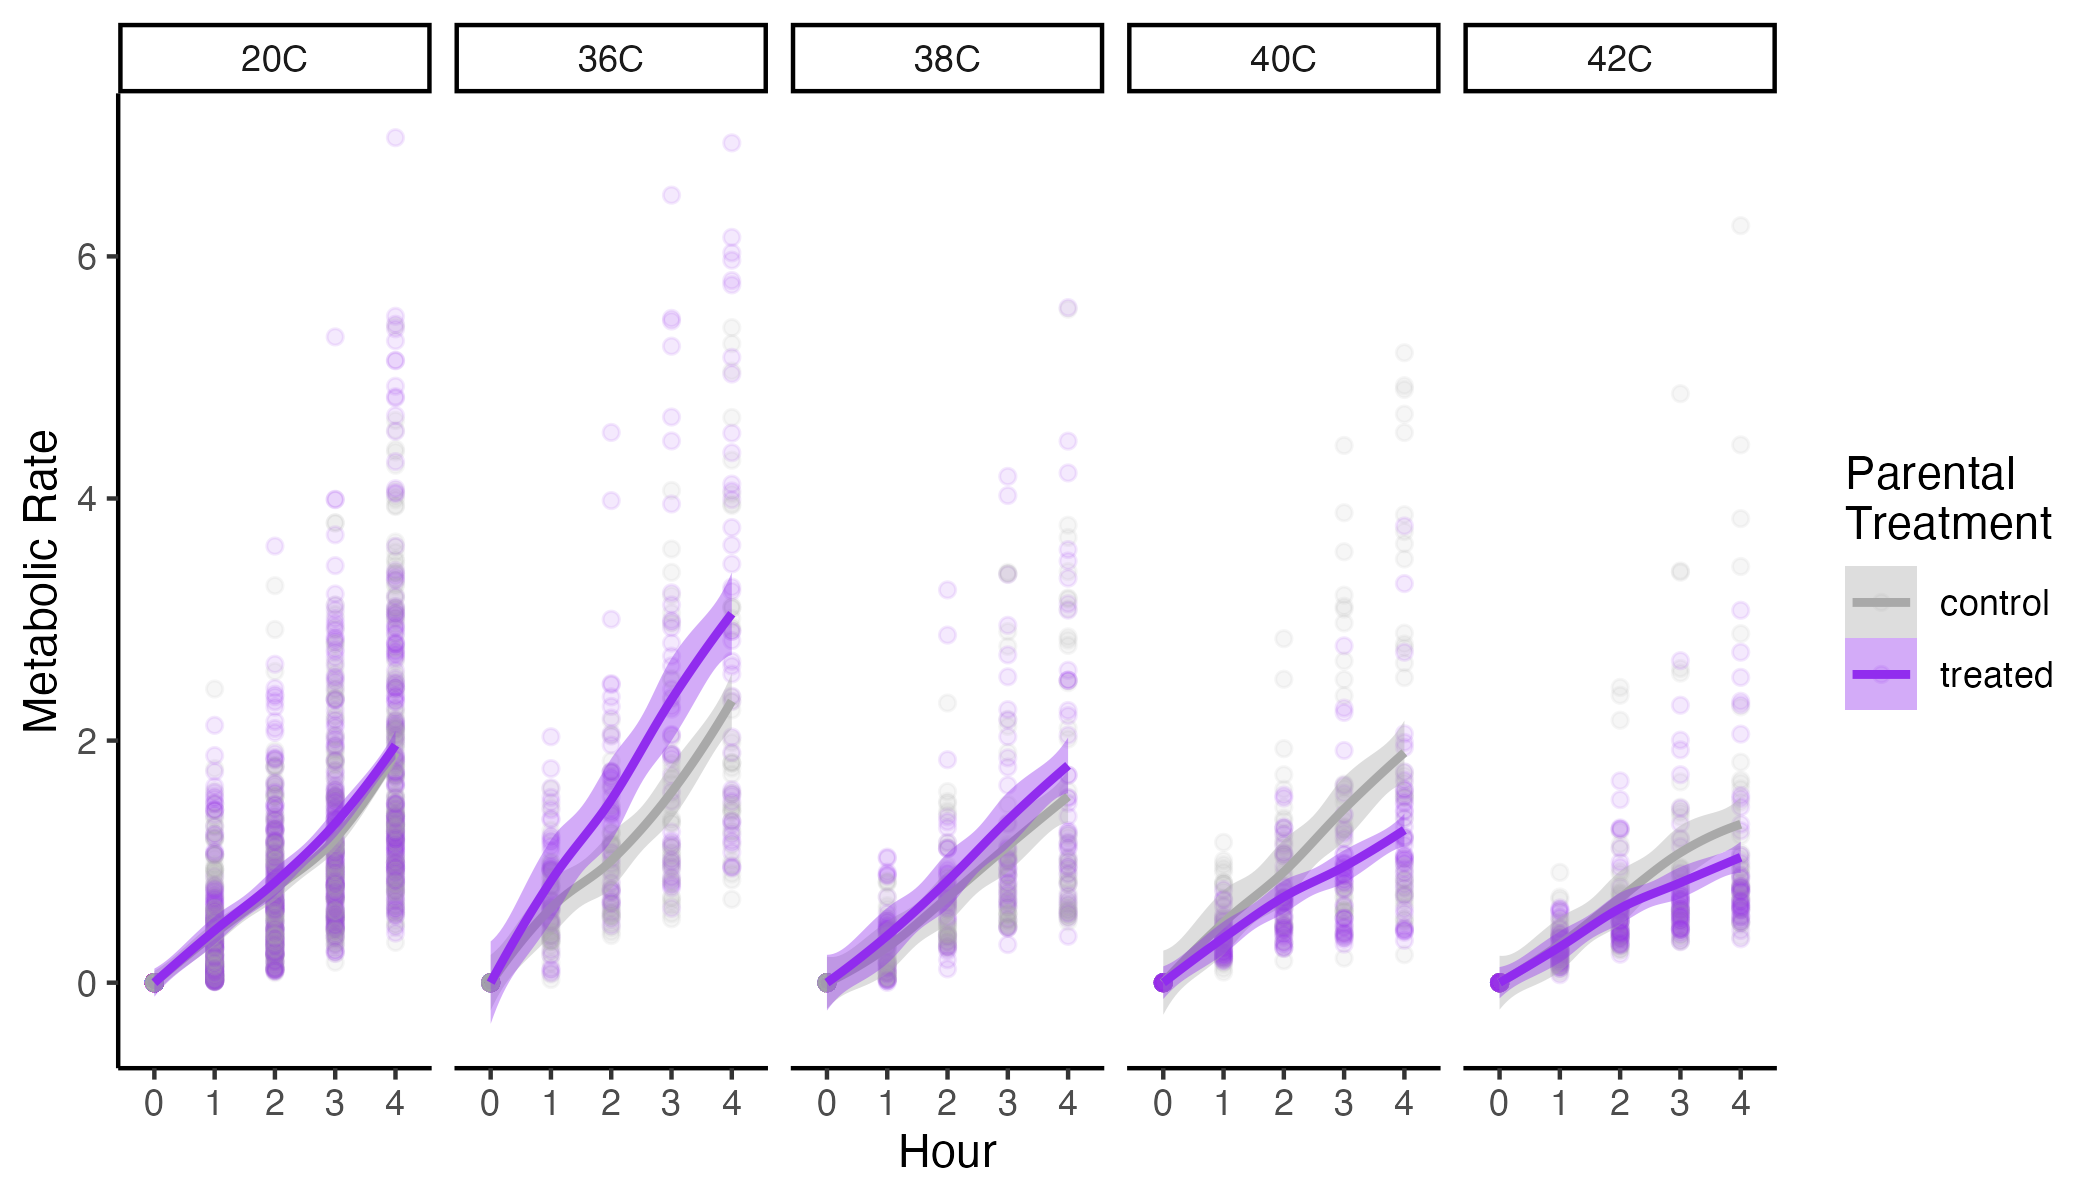 20C 36C 38C 40C 42C
6
4
2
0
Metabolic Rate
0 1 2 3 4 0 1 2 3 4 0 1 2 3 4 0 1 2 3 4 0 1 2 3 4
Hour
Parental
Treatment
control
treated